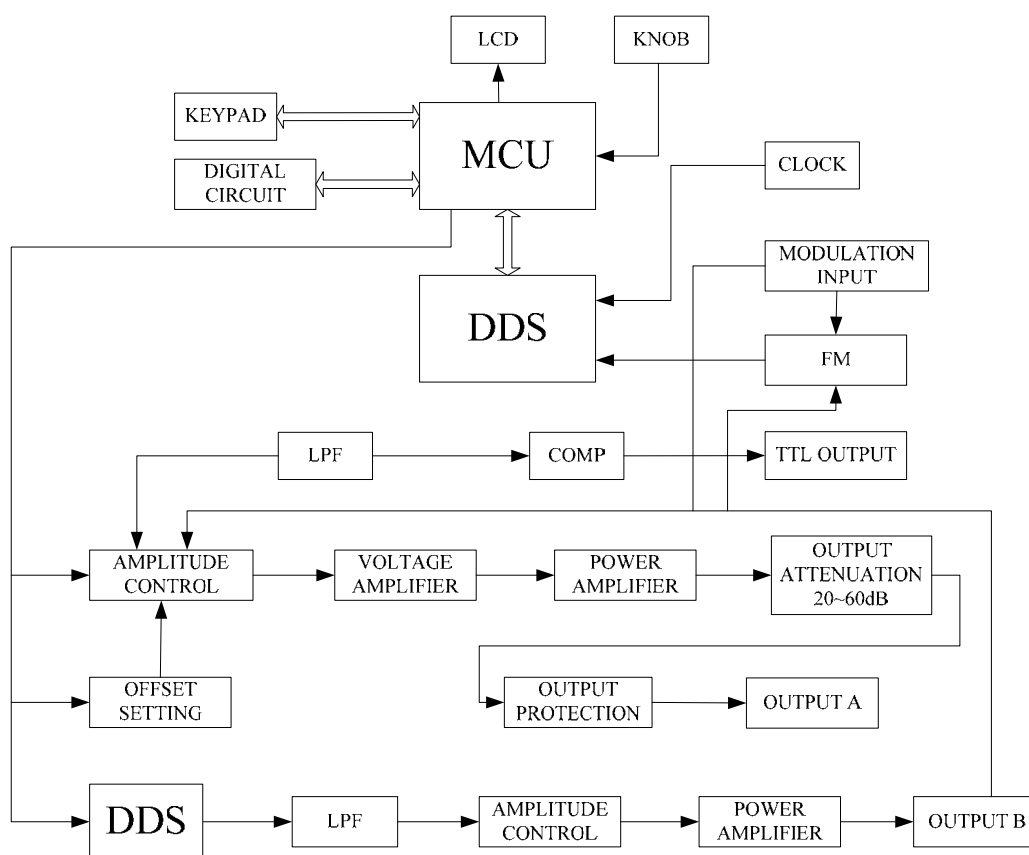 LCD
KNOB
KEYPAD
MCU
DIGITAL
CIRCUIT
CLOCK
MODULATION
INPUT
DDS
FM
LPF
COMP
TTL OUTPUT
AMPLITUDE
CONTROL
VOLTAGE
AMPLIFIER
POWER
AMPLIFIER
OUTPUT
ATTENUATION
20~60dB
OFFSET
SETTING
OUTPUT
PROTECTION
OUTPUT A
DDS
LPF
AMPLITUDE
CONTROL
POWER
AMPLIFIER
OUTPUT B